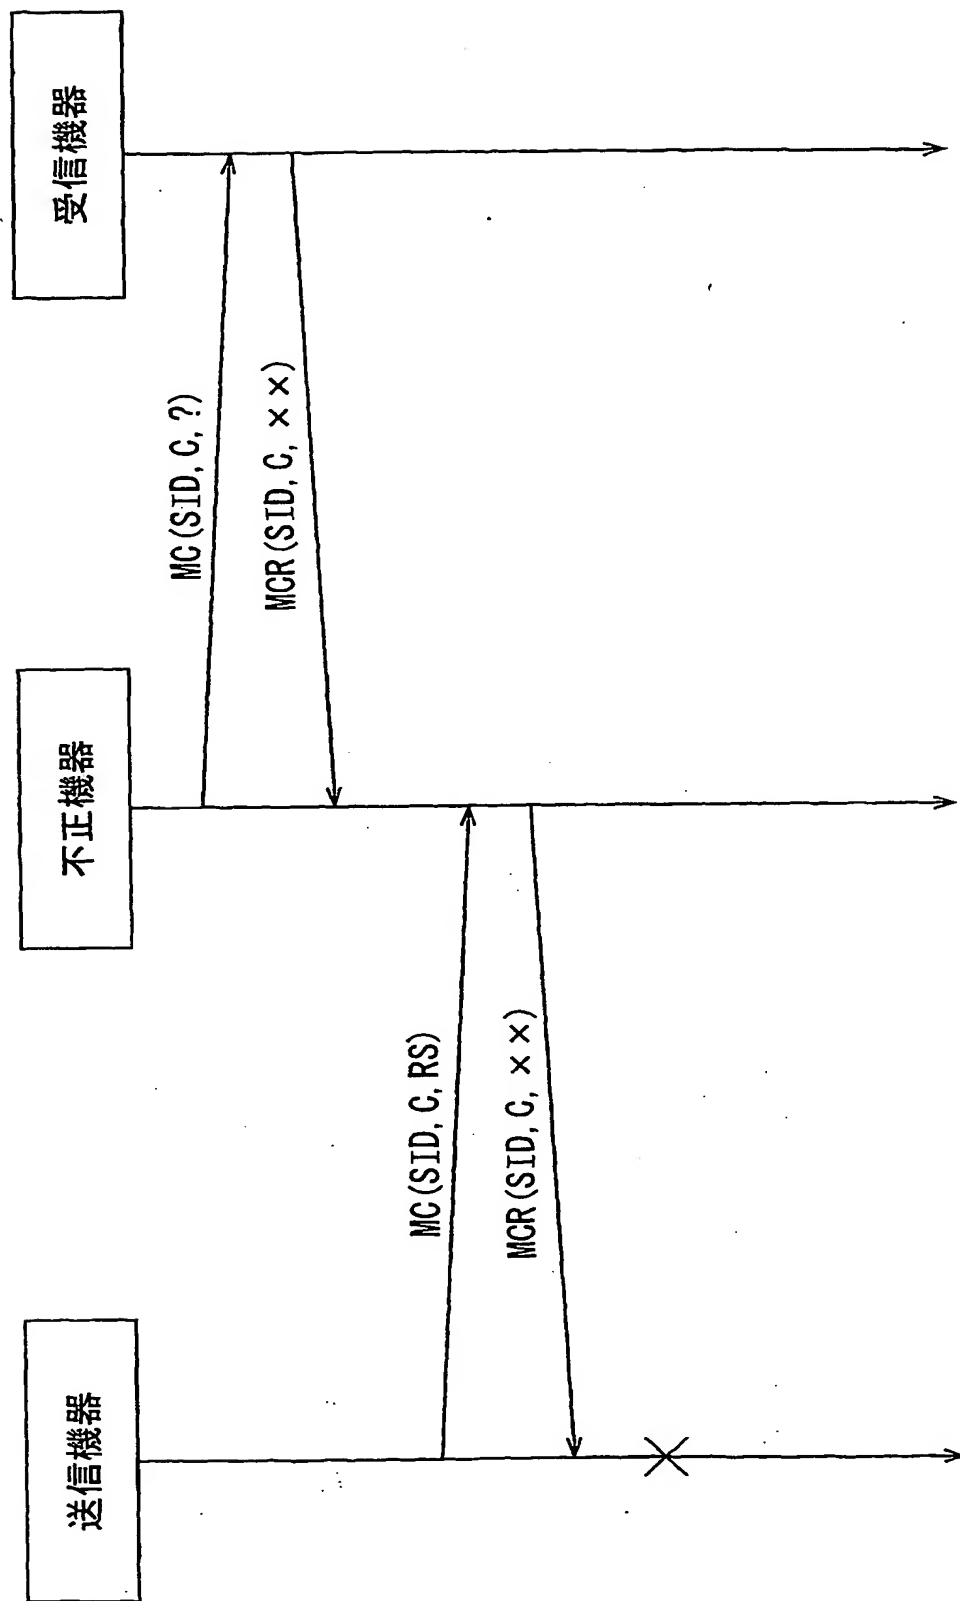 送信機器
不正機器
受信機器
MC(SID, C, ?)
MCR(SID, C, ××)
MC(SID, C, RS)
MCR(SID, C, ××)